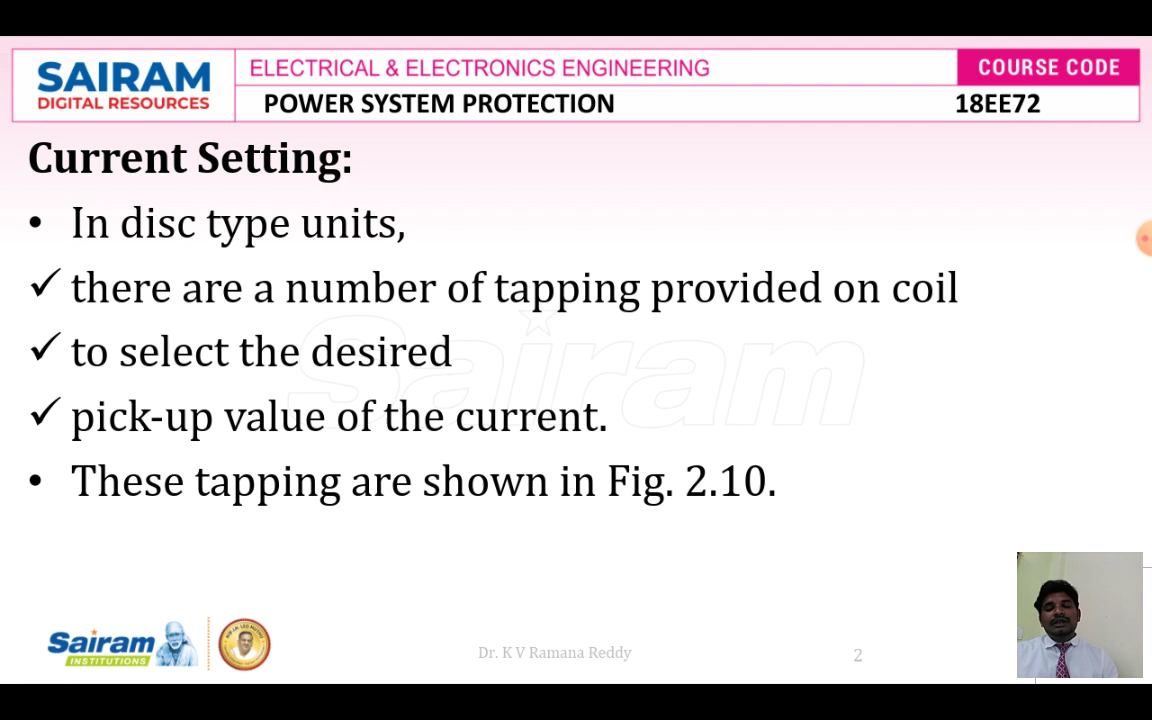 SAIRAM
DIGITAL RESOURCES
ELECTRICAL & ELECTRONICS ENGINEERING
COURSE CODE
POWER SYSTEM PROTECTION
18EE72
Current Setting:
• In disc type units,
✓ there are a number of tapping provided on coil
✓ to select the desired
✓ pick-up value of the current.
• These tapping are shown in Fig. 2.10.
Sairam
Sairam
INSTITUTIONS
Dr. K V Ramana Reddy
2